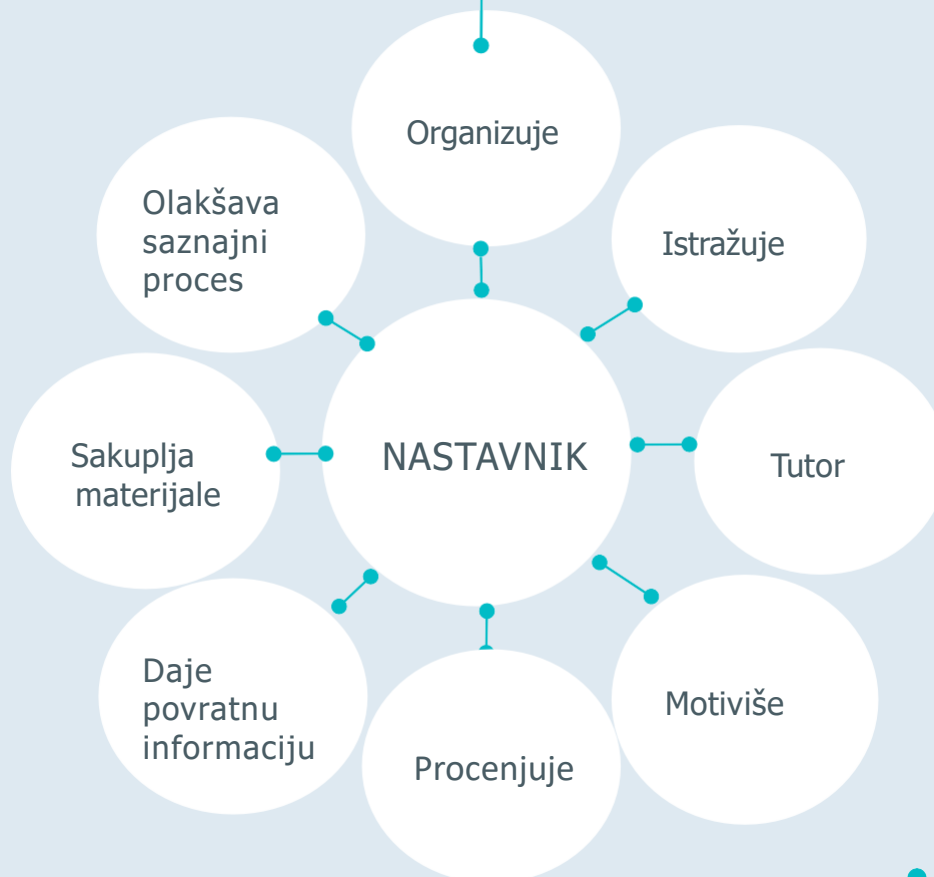 Organizuje
Olakšava
saznajni
proces
Istražuje
Sakuplja
materijale
NASTAVNIK
Tutor
Daje
povratnu
informaciju
Motiviše
Procenjuje